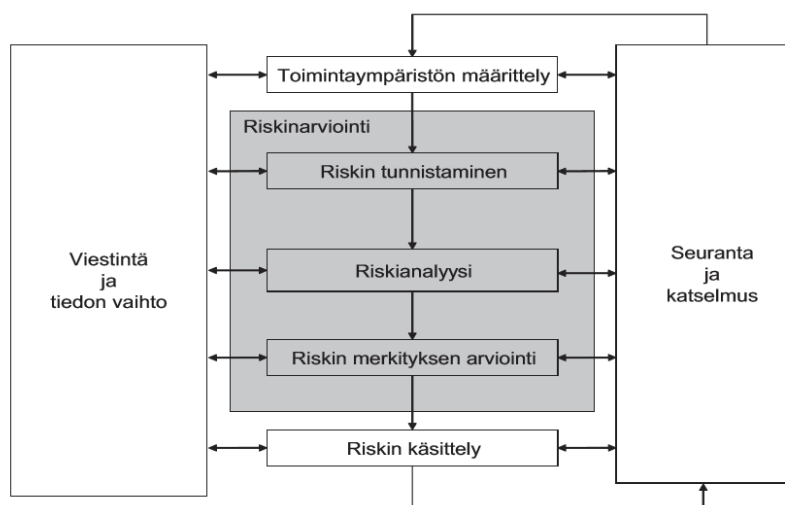 Toimintaympäristön määrittely
Riskinarviointi
Riskin tunnistaminen
Viestintä
ja
tiedon vaihto
Riskianalyysi
Seuranta
ja
katselmus
Riskin merkityksen arviointi
Riskin käsittely